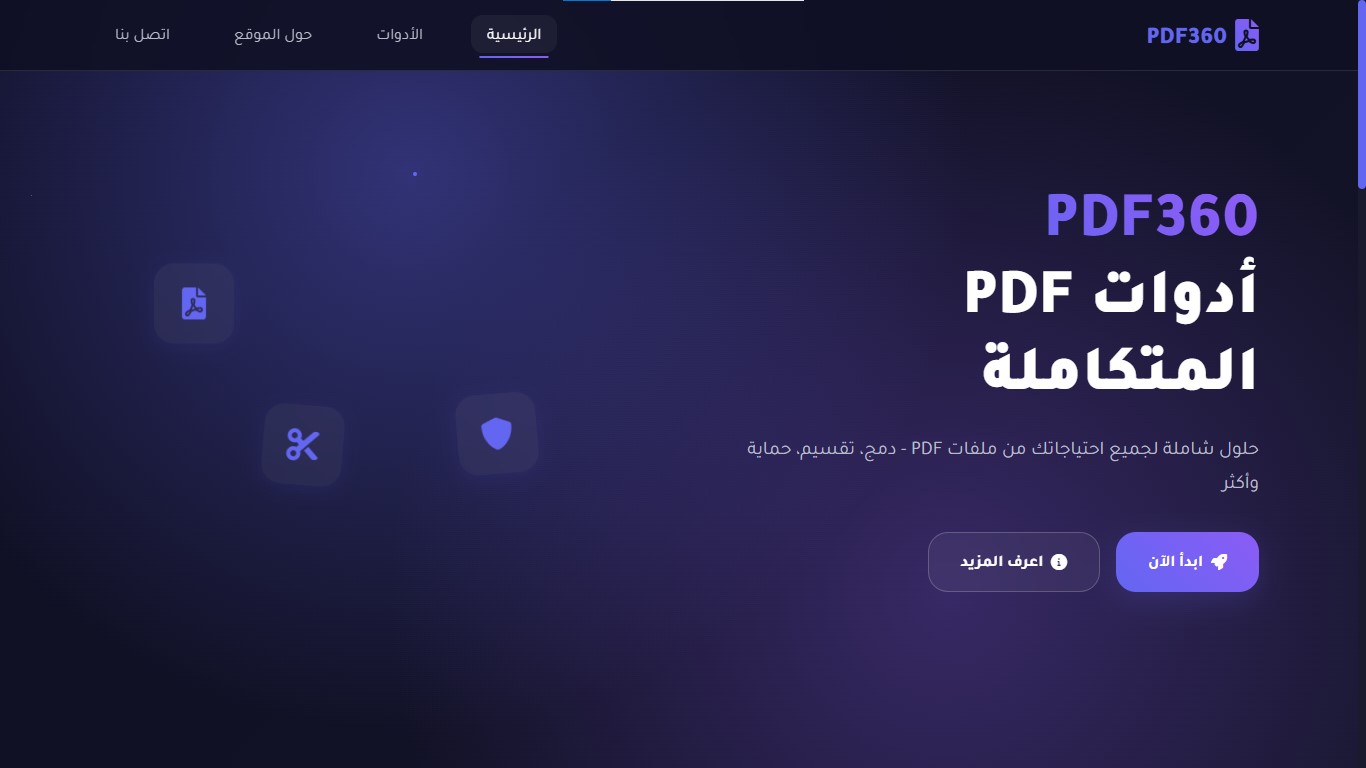 PDF360
الرئيسية
الأدوات
حول الموقع
اتصل بنا
PDF360
أدوات PDF
المتكاملة
حلول شاملة لجميع احتياجاتك من ملفات PDF - دمج، تقسيم، حماية
وأكثر
ابدأ الآن
اعرف المزيد